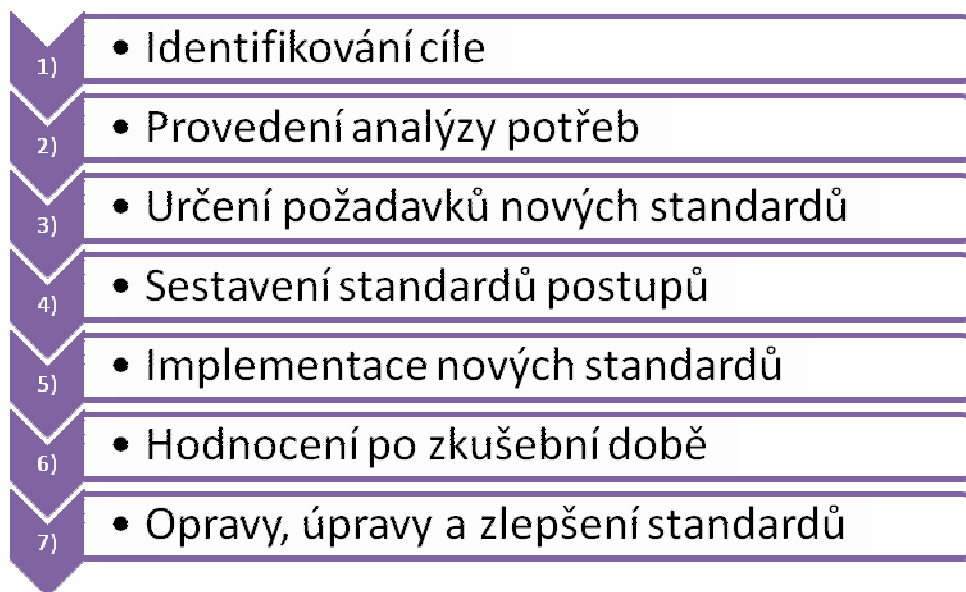 1) • Identifikování cíle
2) • Provedení analýzy potřeb
3) • Určení požadavků nových standardů
4) • Sestavení standardů postupů
5) • Implementace nových standardů
6) • Hodnocení po zkušební době
7) • Opravy, úpravy a zlepšení standardů